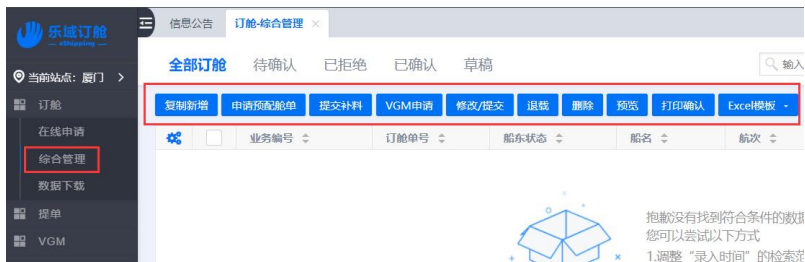 乐域订舱
eShipping
信息公告 订舱-综合管理 ×
当前站点：厦门 >
全部订舱 待确认 已拒绝 已确认 草稿 输入
订舱
复制新增 申请预配舱单 提交补料 VGM申请 修改/提交 退载 删除 预览 打印确认 Excel模板
在线申请
业务编号 订舱单号 船东状态 船名 航次
综合管理
数据下载
提单
抱歉没有找到符合条件的数据
您可以尝试以下方式
VGM
1.调整“录入时间”的检索范